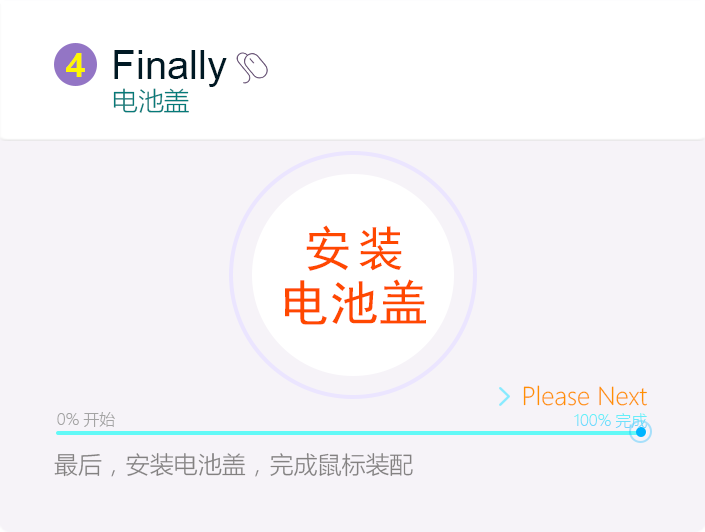 4 Finally
电池盖
安装
电池盖
Please Next
0% 开始
100% 完成
最后，安装电池盖，完成鼠标装配